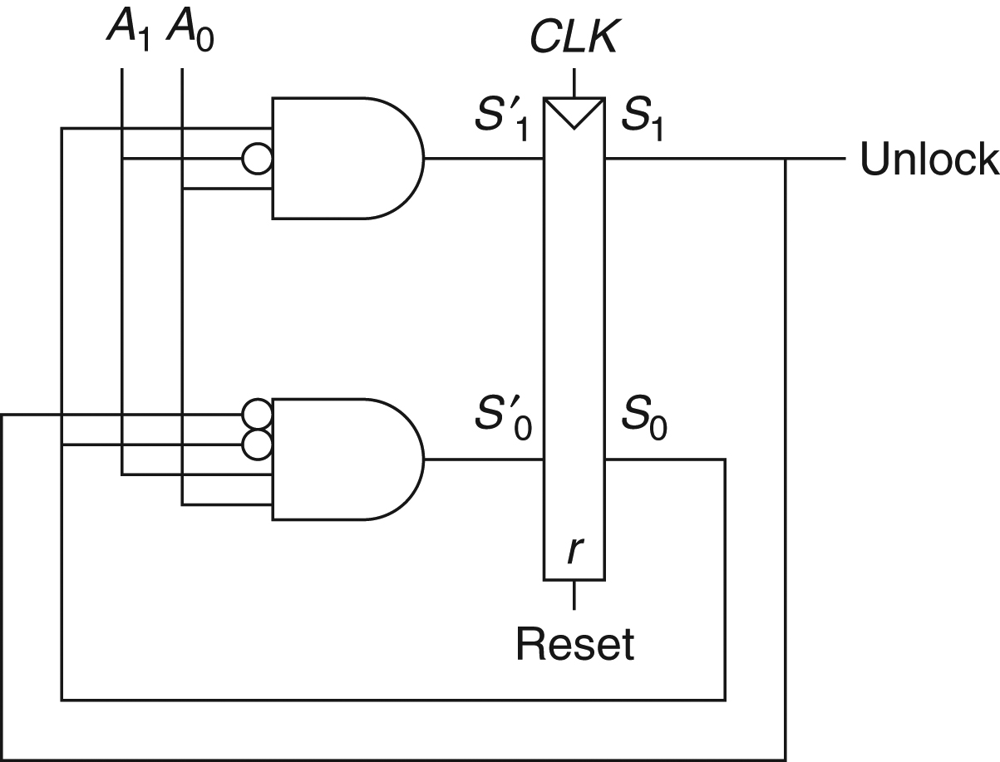 A1 A0 CLK
S′1 S1
Unlock
S′0 S0
r
Reset